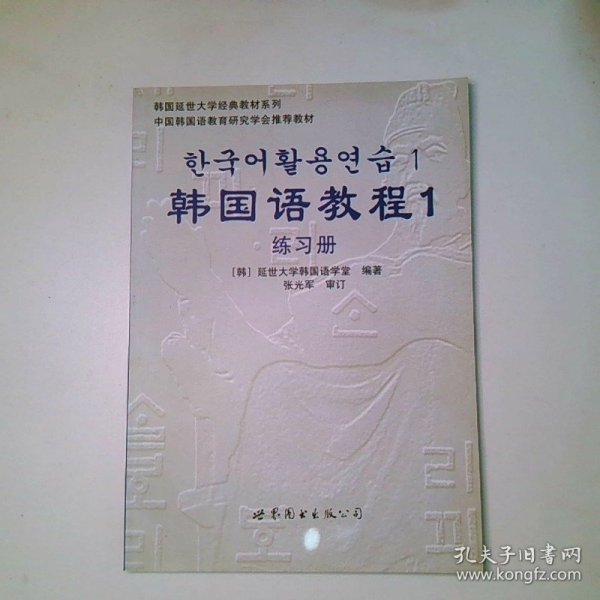 韩国延世大学经典教材系列
中国韩国语教育研究学会推荐教材
한국어활용연습 1
韩国语教程1
练习册
［韩］延世大学韩国语学堂 编著
张光军 审订
리
소
리
世界图书出版公司
孔夫子旧书网
www.kongfz.com